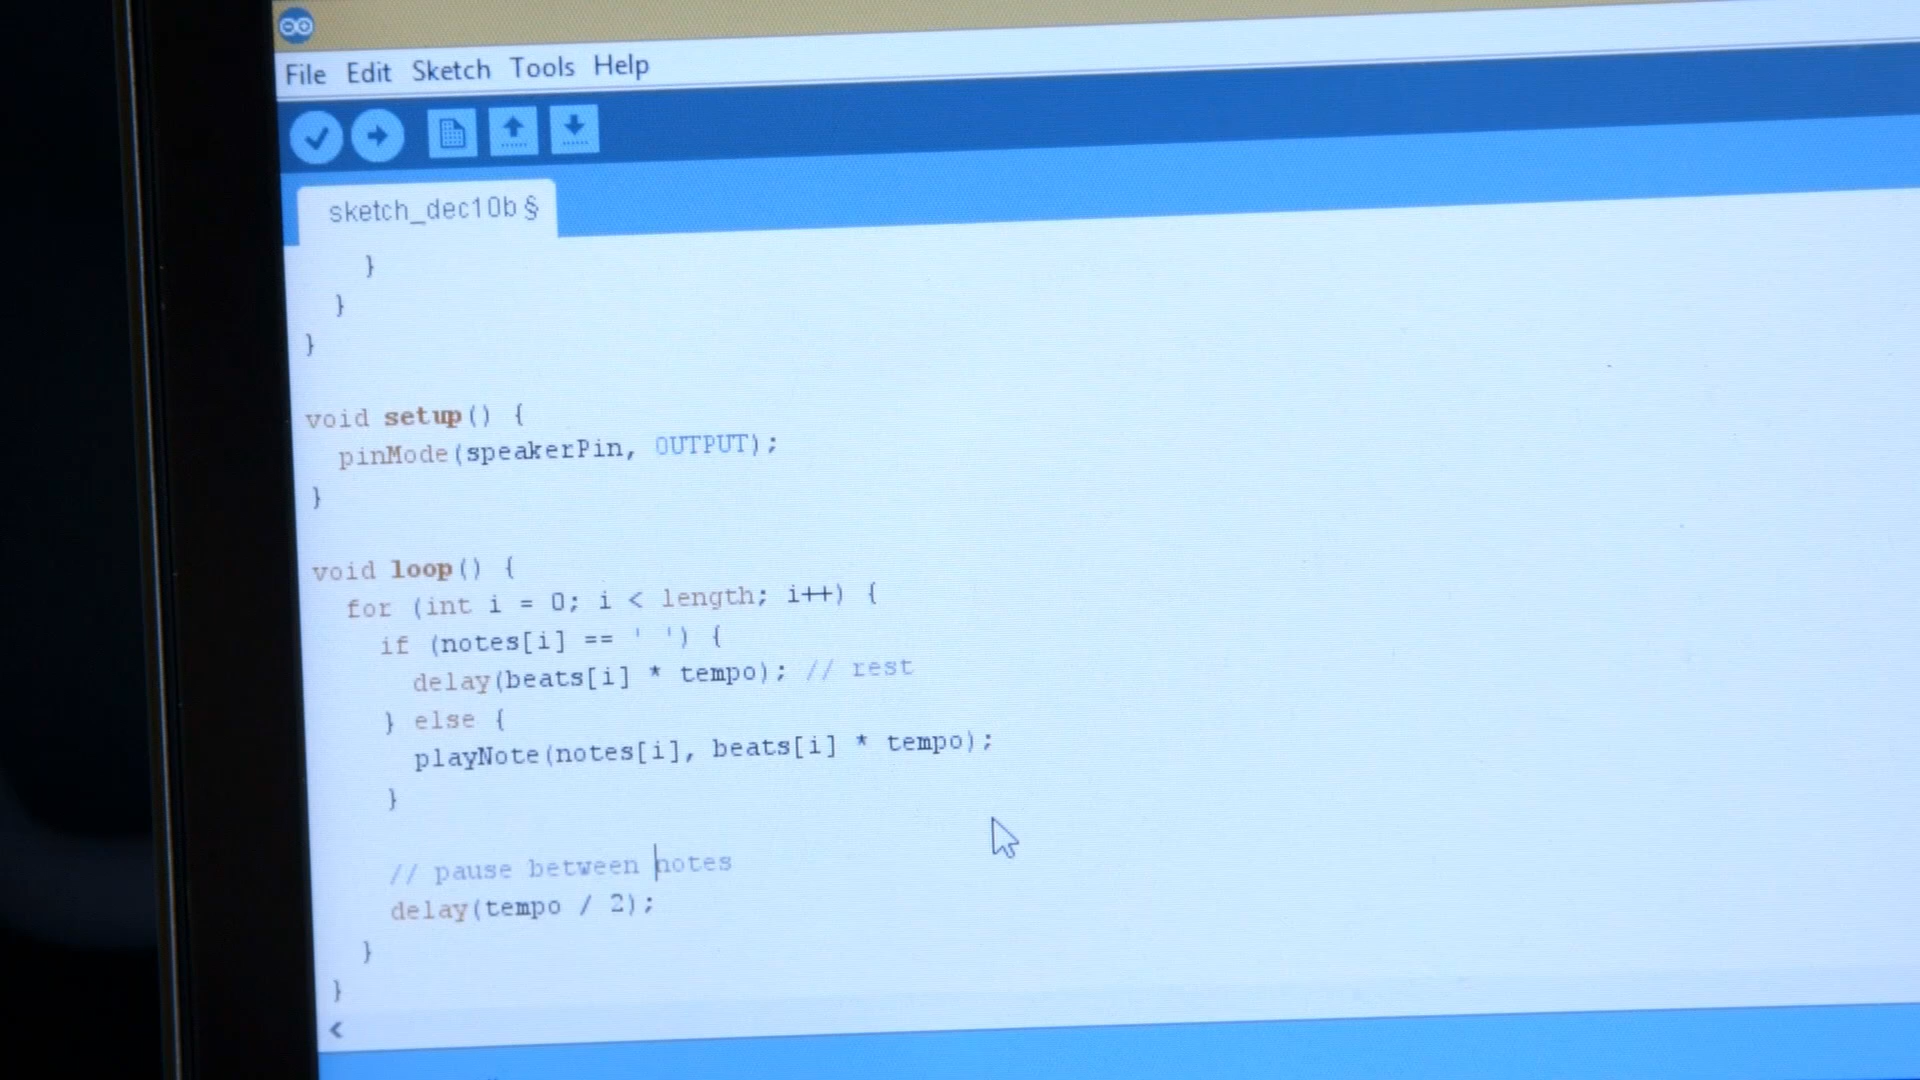 File Edit Sketch Tools Help
sketch_dec10b §
}
}
}
void setup() {
pinMode(speakerPin, OUTPUT);
}
void loop() {
for (int i = 0; i < length; i++) {
if (notes[i] == ' ') {
delay(beats[i] * tempo); // rest
} else {
playNote(notes[i], beats[i] * tempo);
}
// pause between notes
delay(tempo / 2);
}
}